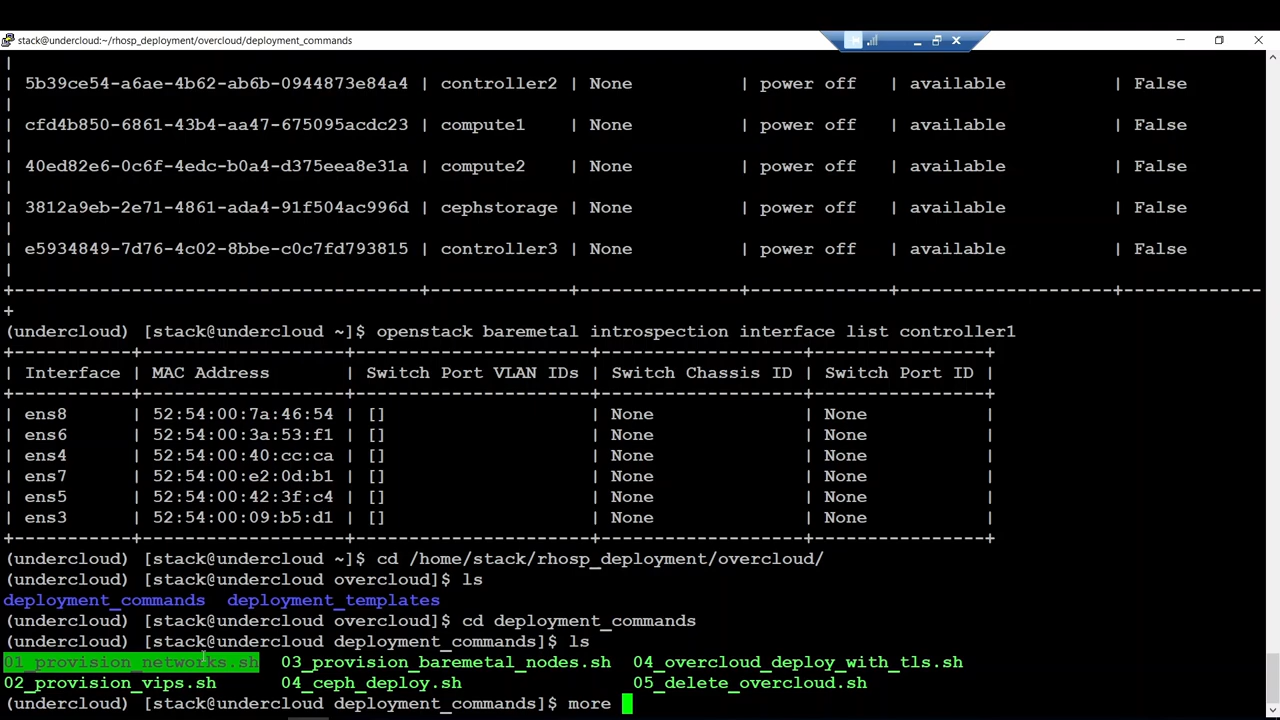 stack@undercloud:~/rhosp_deployment/overcloud/deployment_commands
|
| 5b39ce54-a6ae-4b62-ab6b-0944873e84a4 | controller2 | None | power off | available | False
|
| cfd4b850-6861-43b4-aa47-675095acdc23 | compute1 | None | power off | available | False
|
| 40ed82e6-0c6f-4edc-b0a4-d375eea8e31a | compute2 | None | power off | available | False
|
| 3812a9eb-2e71-4861-ada4-91f504ac996d | cephstorage | None | power off | available | False
|
| e5934849-7d76-4c02-8bbe-c0c7fd793815 | controller3 | None | power off | available | False
|
+--------------------------------------+-------------+---------------+-------------+--------------------+-------------
+
(undercloud) [stack@undercloud ~]$ openstack baremetal introspection interface list controller1
+-----------+-------------------+----------------------+-------------------+----------------+
| Interface | MAC Address | Switch Port VLAN IDs | Switch Chassis ID | Switch Port ID |
+-----------+-------------------+----------------------+-------------------+----------------+
| ens8 | 52:54:00:7a:46:54 | [] | None | None |
| ens6 | 52:54:00:3a:53:f1 | [] | None | None |
| ens4 | 52:54:00:40:cc:ca | [] | None | None |
| ens7 | 52:54:00:e2:0d:b1 | [] | None | None |
| ens5 | 52:54:00:42:3f:c4 | [] | None | None |
| ens3 | 52:54:00:09:b5:d1 | [] | None | None |
+-----------+-------------------+----------------------+-------------------+----------------+
(undercloud) [stack@undercloud ~]$ cd /home/stack/rhosp_deployment/overcloud/
(undercloud) [stack@undercloud overcloud]$ ls
deployment_commands deployment_templates
(undercloud) [stack@undercloud overcloud]$ cd deployment_commands
(undercloud) [stack@undercloud deployment_commands]$ ls
01_provision_networks.sh 03_provision_baremetal_nodes.sh 04_overcloud_deploy_with_tls.sh
02_provision_vips.sh 04_ceph_deploy.sh 05_delete_overcloud.sh
(undercloud) [stack@undercloud deployment_commands]$ more